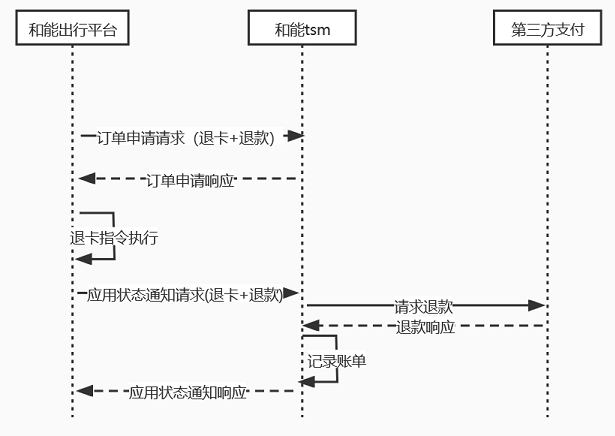 和能出行平台
和能tsm
第三方支付
订单申请请求（退卡+退款)
订单申请响应
退卡指令执行
应用状态通知请求(退卡+退款)
请求退款
退款响应
记录账单
应用状态通知响应